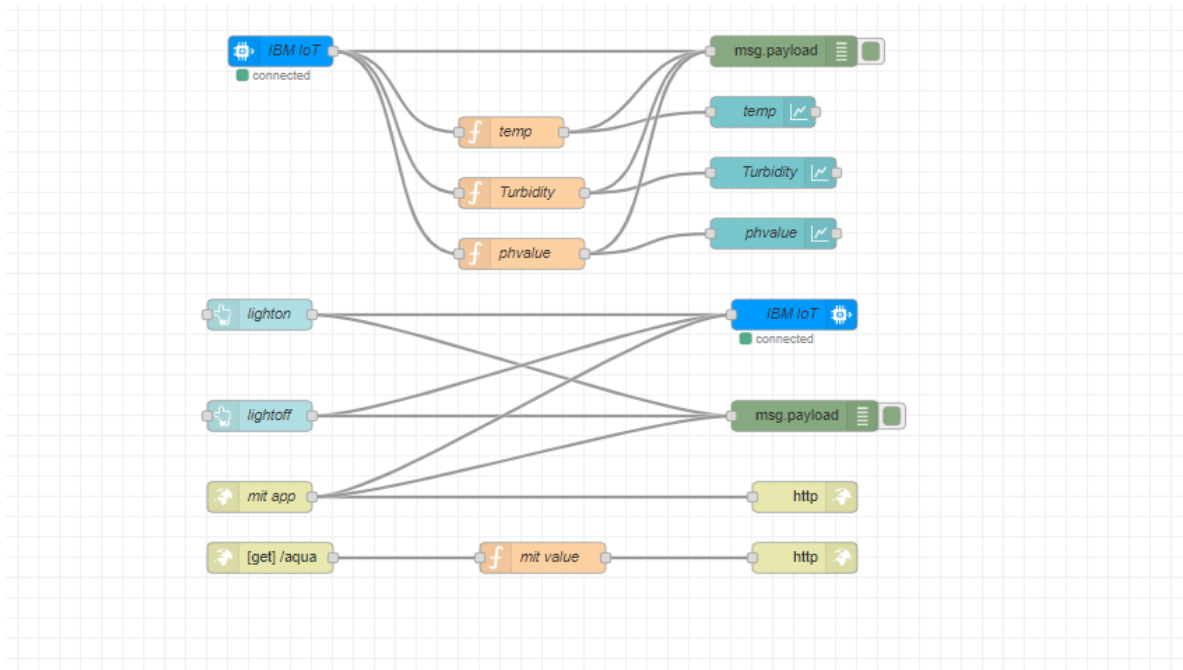 IBM IoT
connected
msg.payload
temp
temp
Turbidity
Turbidity
phvalue
phvalue
lighton
IBM IoT
connected
lightoff
msg.payload
mit app
http
[get] /aqua
mit value
http